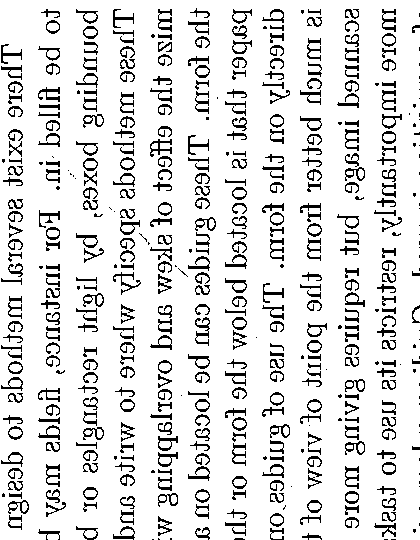 There exist several methods to design
to be filled in. For instance, fields may
bounding boxes, by light rectangles or
These methods specify where to write and
mize the effect of skew and overlapping
the form. These guides can be located on a
paper that is located below the form or the
directly on the form. The use of guides on
is much better from the point of view of
scanned image, but requires giving more
more importantly, restricts its use to task